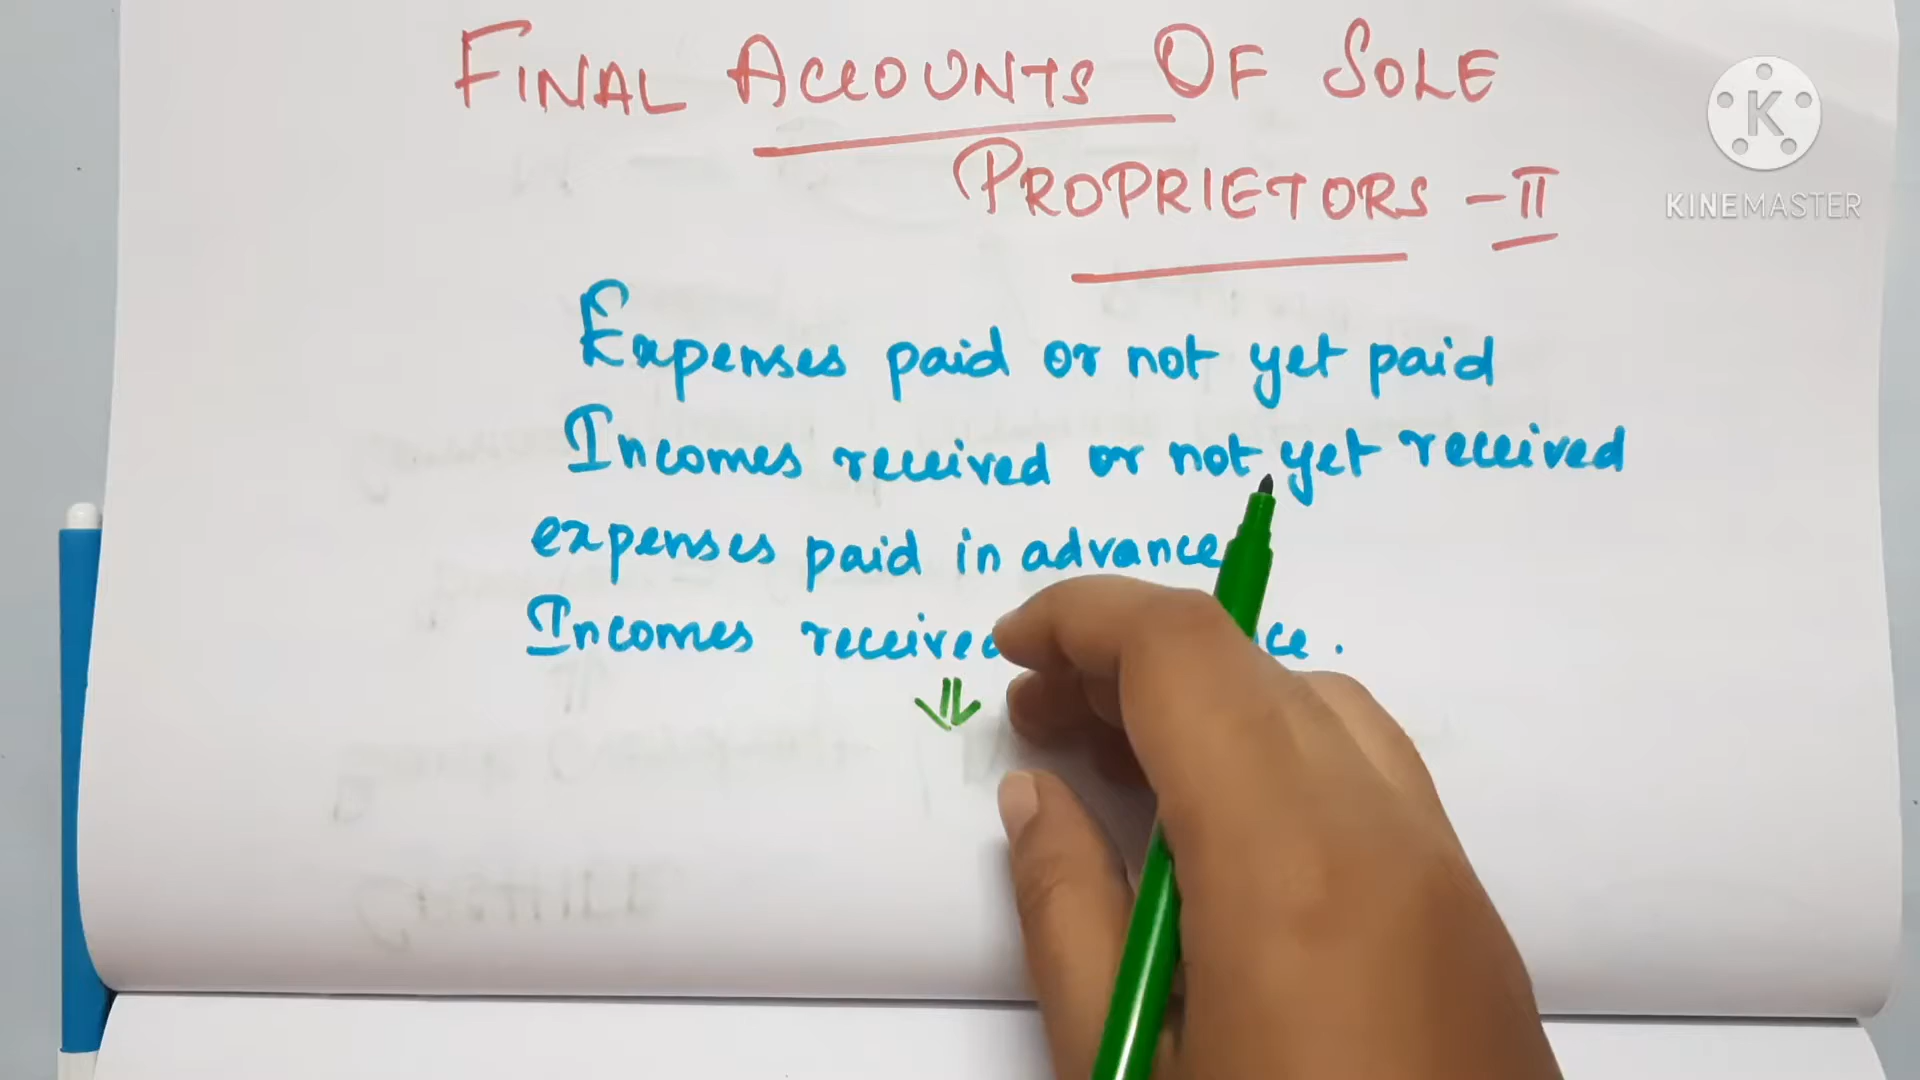 FINAL ACCOUNTS OF SOLE
PROPRIETORS - II
KINEMASTER
Expenses paid or not yet paid
Incomes received or not yet received
expenses paid in advance
Incomes received